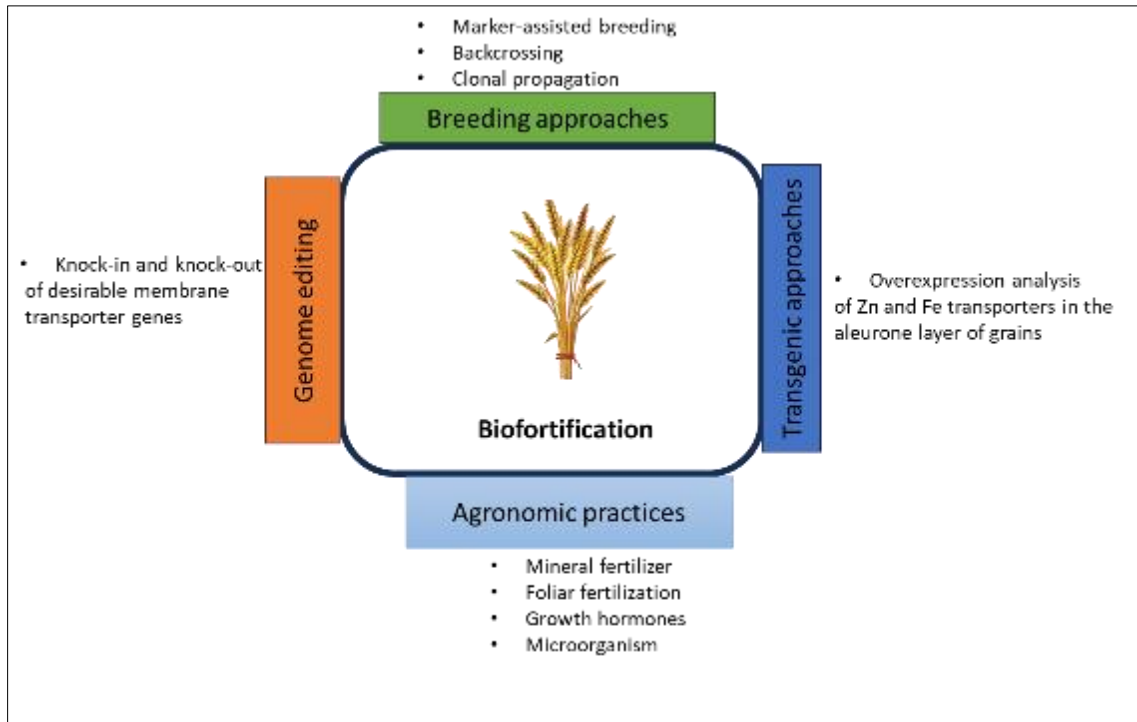 • Marker-assisted breeding
• Backcrossing
• Clonal propagation
Breeding approaches
Genome editing
• Knock-in and knock-out
of desirable membrane
transporter genes
Transgenic approaches
• Overexpression analysis
of Zn and Fe transporters in the
aleurone layer of grains
Biofortification
Agronomic practices
• Mineral fertilizer
• Foliar fertilization
• Growth hormones
• Microorganism